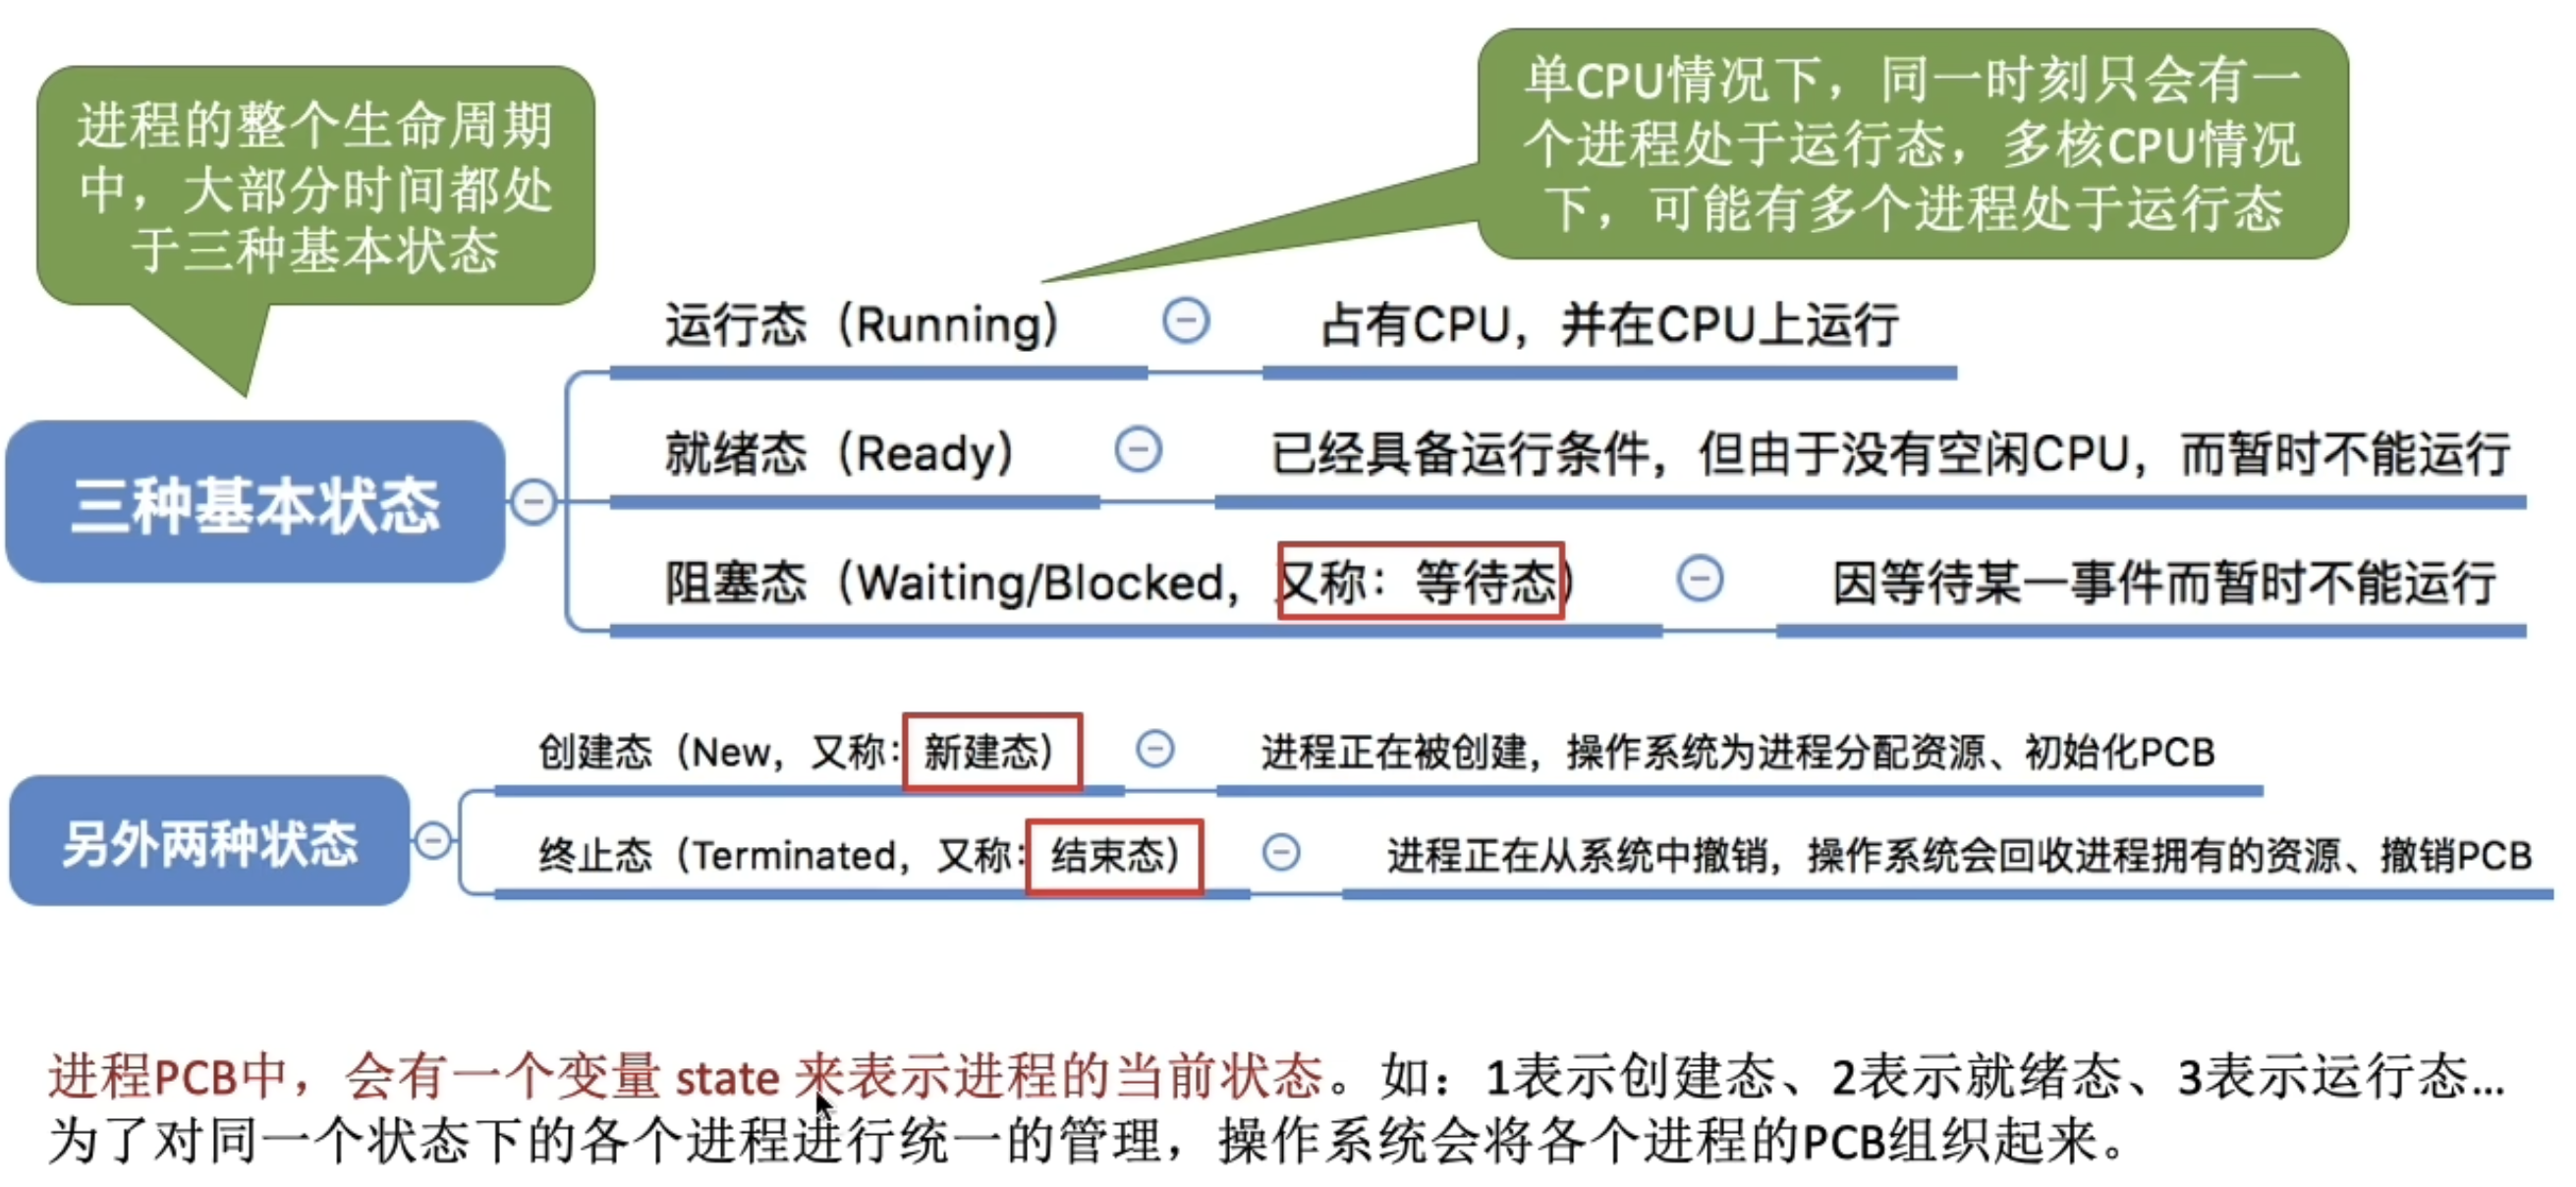 进程的整个生命周期
中，大部分时间都处
于三种基本状态
单CPU情况下，同一时刻只会有一
个进程处于运行态，多核CPU情况
下，可能有多个进程处于运行态
三种基本状态
运行态（Running） 占有CPU，并在CPU上运行
就绪态（Ready） 已经具备运行条件，但由于没有空闲CPU，而暂时不能运行
阻塞态（Waiting/Blocked，又称：等待态） 因等待某一事件而暂时不能运行
另外两种状态
创建态（New，又称：新建态） 进程正在被创建，操作系统为进程分配资源、初始化PCB
终止态（Terminated，又称：结束态） 进程正在从系统中撤销，操作系统会回收进程拥有的资源、撤销PCB
进程PCB中，会有一个变量 state 来表示进程的当前状态。如：1表示创建态、2表示就绪态、3表示运行态...
为了对同一个状态下的各个进程进行统一的管理，操作系统会将各个进程的PCB组织起来。